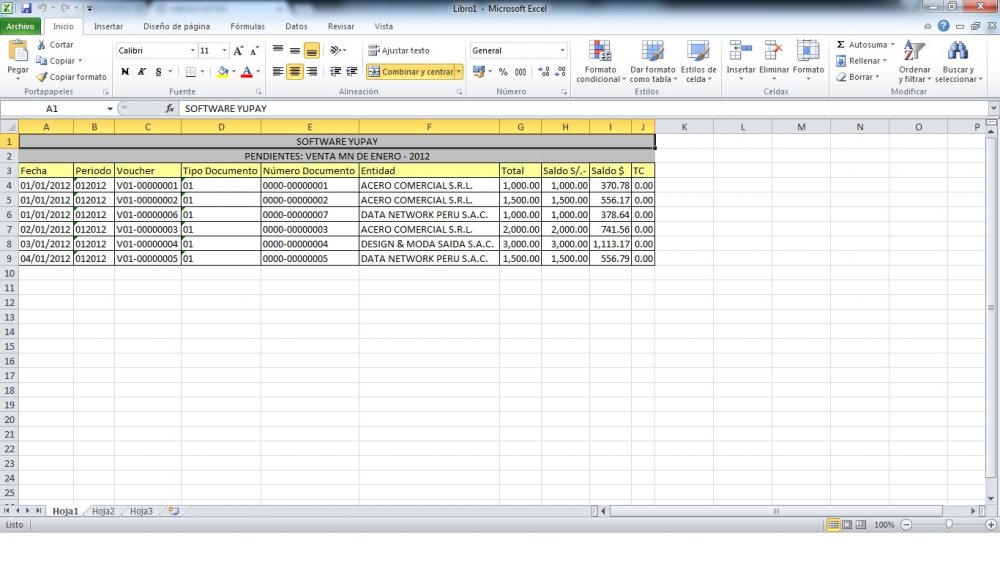 Libro1 - Microsoft Excel
Archivo Inicio Insertar Diseño de página Fórmulas Datos Revisar Vista
Pegar
Cortar
Copiar
Copiar formato
Portapapeles
Calibri 11
N K S
Fuente
Ajustar texto
Combinar y centrar
Alineación
General
% 000
Número
Formato condicional
Dar formato como tabla
Estilos de celda
Estilos
Insertar Eliminar Formato
Celdas
Σ Autosuma
Rellenar
Borrar
Ordenar y filtrar
Buscar y seleccionar
Modificar
A1 fx SOFTWARE YUPAY
A B C D E F G H I J K L M N O P
1 SOFTWARE YUPAY
2 PENDIENTES: VENTA MN DE ENERO - 2012
3 Fecha Periodo Voucher Tipo Documento Número Documento Entidad Total Saldo S/.- Saldo $ TC
4 01/01/2012 012012 V01-00000001 01 0000-00000001 ACERO COMERCIAL S.R.L. 1,000.00 1,000.00 370.78 0.00
5 01/01/2012 012012 V01-00000002 01 0000-00000002 ACERO COMERCIAL S.R.L. 1,500.00 1,500.00 556.17 0.00
6 01/01/2012 012012 V01-00000006 01 0000-00000007 DATA NETWORK PERU S.A.C. 1,000.00 1,000.00 378.64 0.00
7 02/01/2012 012012 V01-00000003 01 0000-00000003 ACERO COMERCIAL S.R.L. 2,000.00 2,000.00 741.56 0.00
8 03/01/2012 012012 V01-00000004 01 0000-00000004 DESIGN & MODA SAIDA S.A.C. 3,000.00 3,000.00 1,113.17 0.00
9 04/01/2012 012012 V01-00000005 01 0000-00000005 DATA NETWORK PERU S.A.C. 1,500.00 1,500.00 556.79 0.00
10
11
12
13
14
15
16
17
18
19
20
21
22
23
24
25
Hoja1 Hoja2 Hoja3
Listo 100%